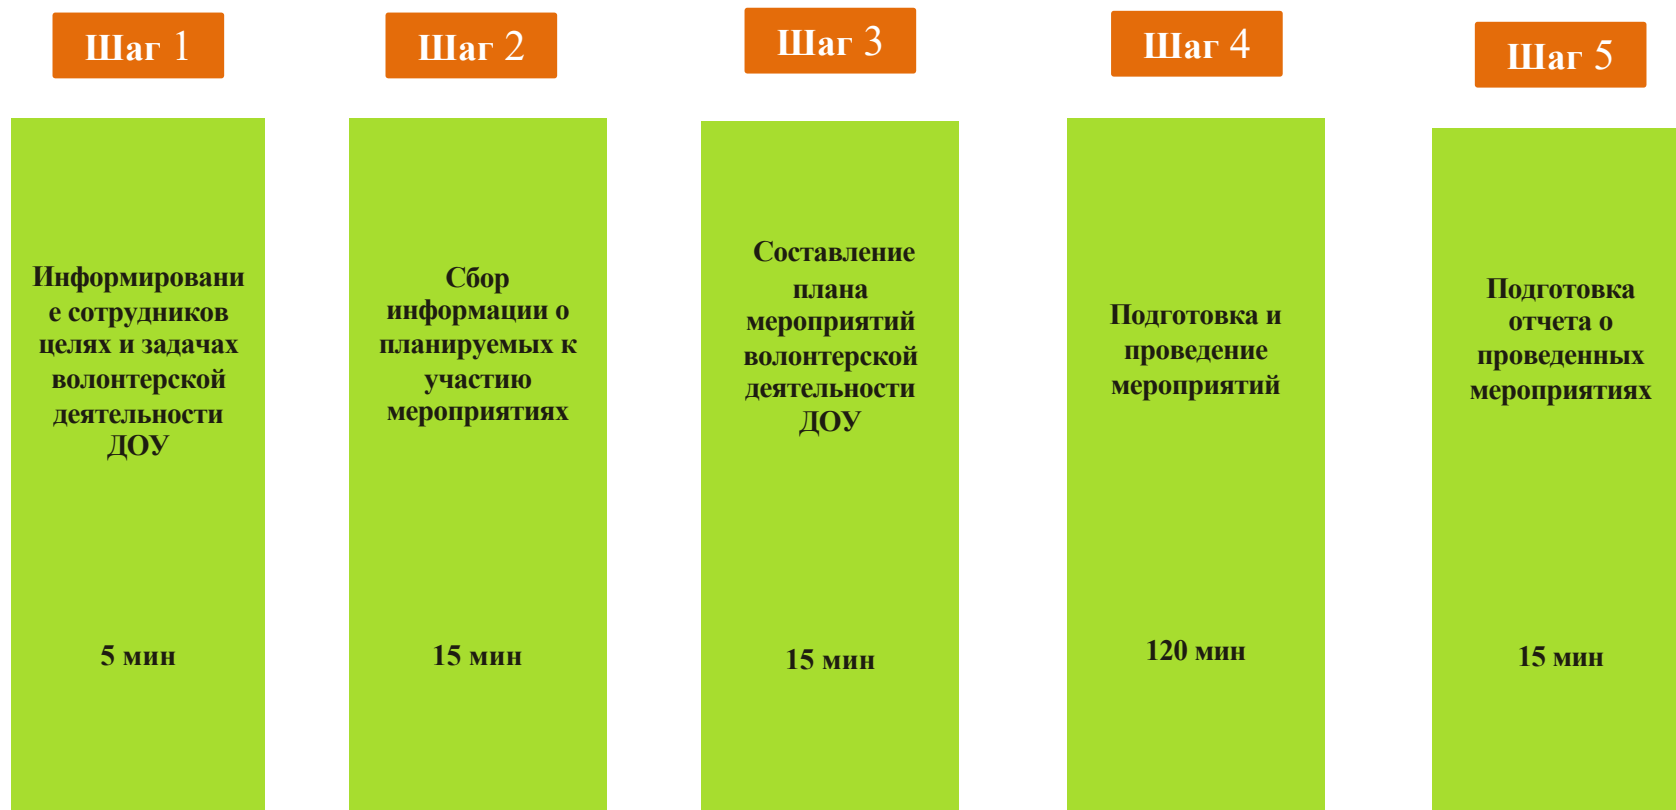 Шаг 1
Информировани
е сотрудников
целях и задачах
волонтерской
деятельности
ДОУ
5 мин
Шаг 2
Сбор
информации о
планируемых к
участию
мероприятиях
15 мин
Шаг 3
Составление
плана
мероприятий
волонтерской
деятельности
ДОУ
15 мин
Шаг 4
Подготовка и
проведение
мероприятий
120 мин
Шаг 5
Подготовка
отчета о
проведенных
мероприятиях
15 мин